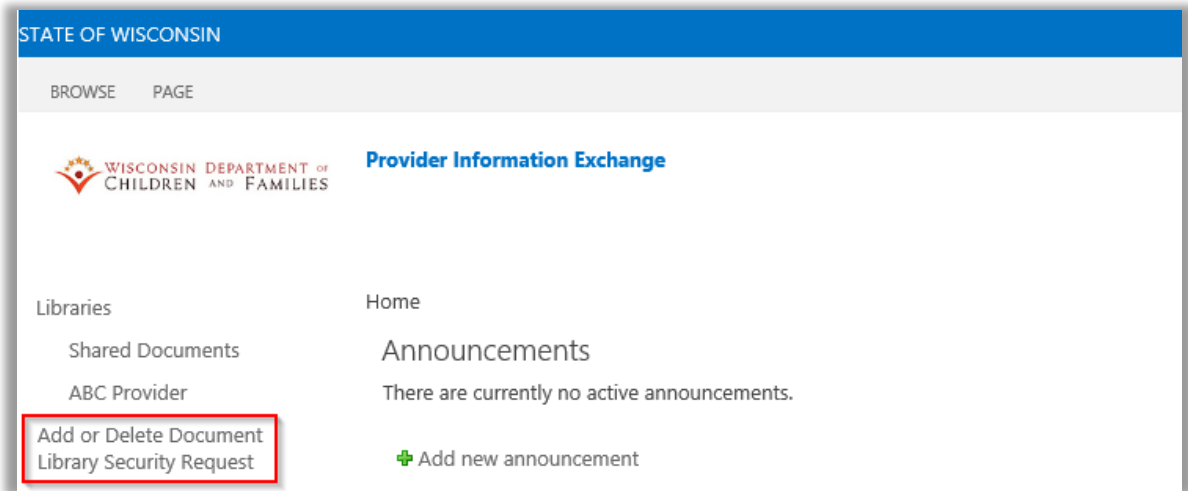 STATE OF WISCONSIN
BROWSE PAGE
WISCONSIN DEPARTMENT OF
CHILDREN AND FAMILIES
Provider Information Exchange
Libraries
Shared Documents
ABC Provider
Add or Delete Document
Library Security Request
Home
Announcements
There are currently no active announcements.
Add new announcement